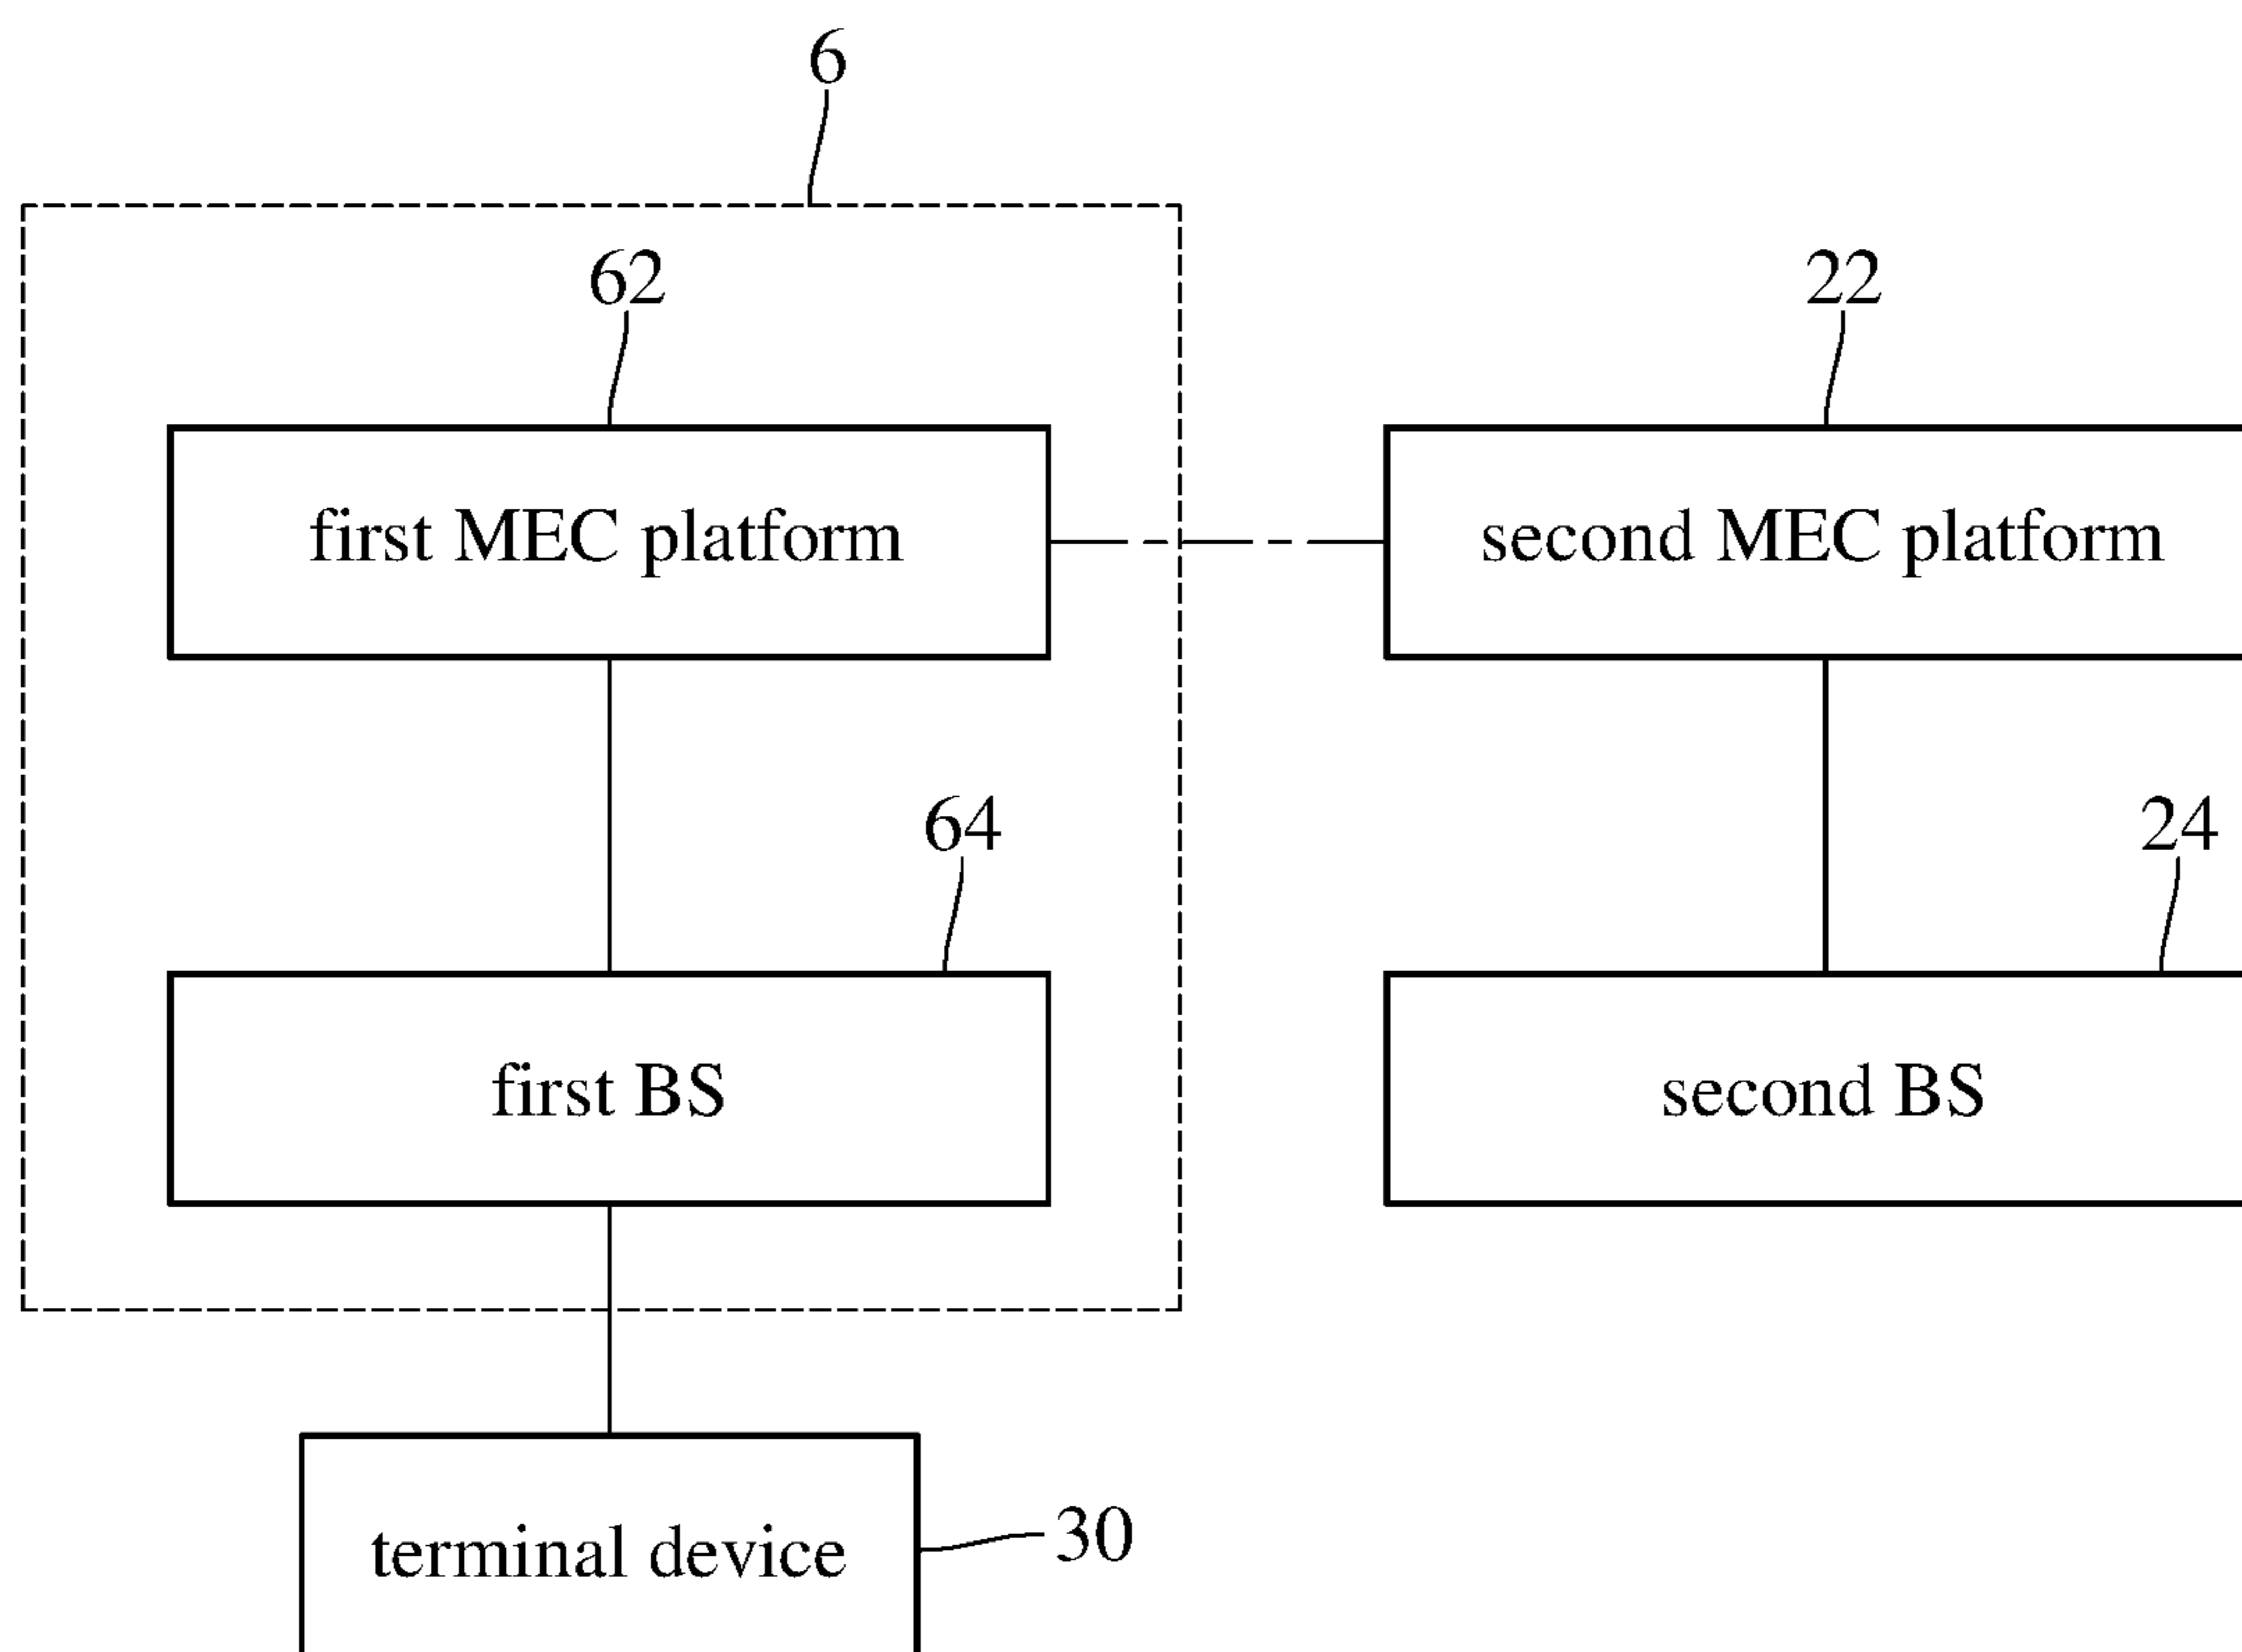 6
62
22
first MEC platform
second MEC platform
64
24
first BS
second BS
terminal device
30